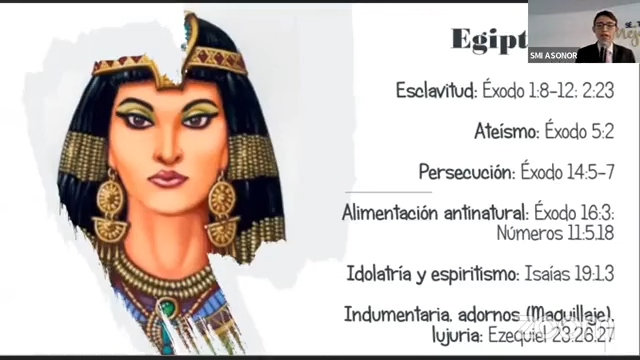 Egipt
SMI ASONOR
Esclavitud: Éxodo 1:8-12; 2:23
Ateísmo: Éxodo 5:2
Persecución: Éxodo 14:5-7
Alimentación antinatural: Éxodo 16:3;
Números 11:5,18
Idolatría y espiritismo: Isaías 19:1,3
Indumentaria, adornos (Maquillaje),
lujuria: Ezequiel 23:26,27
zoom